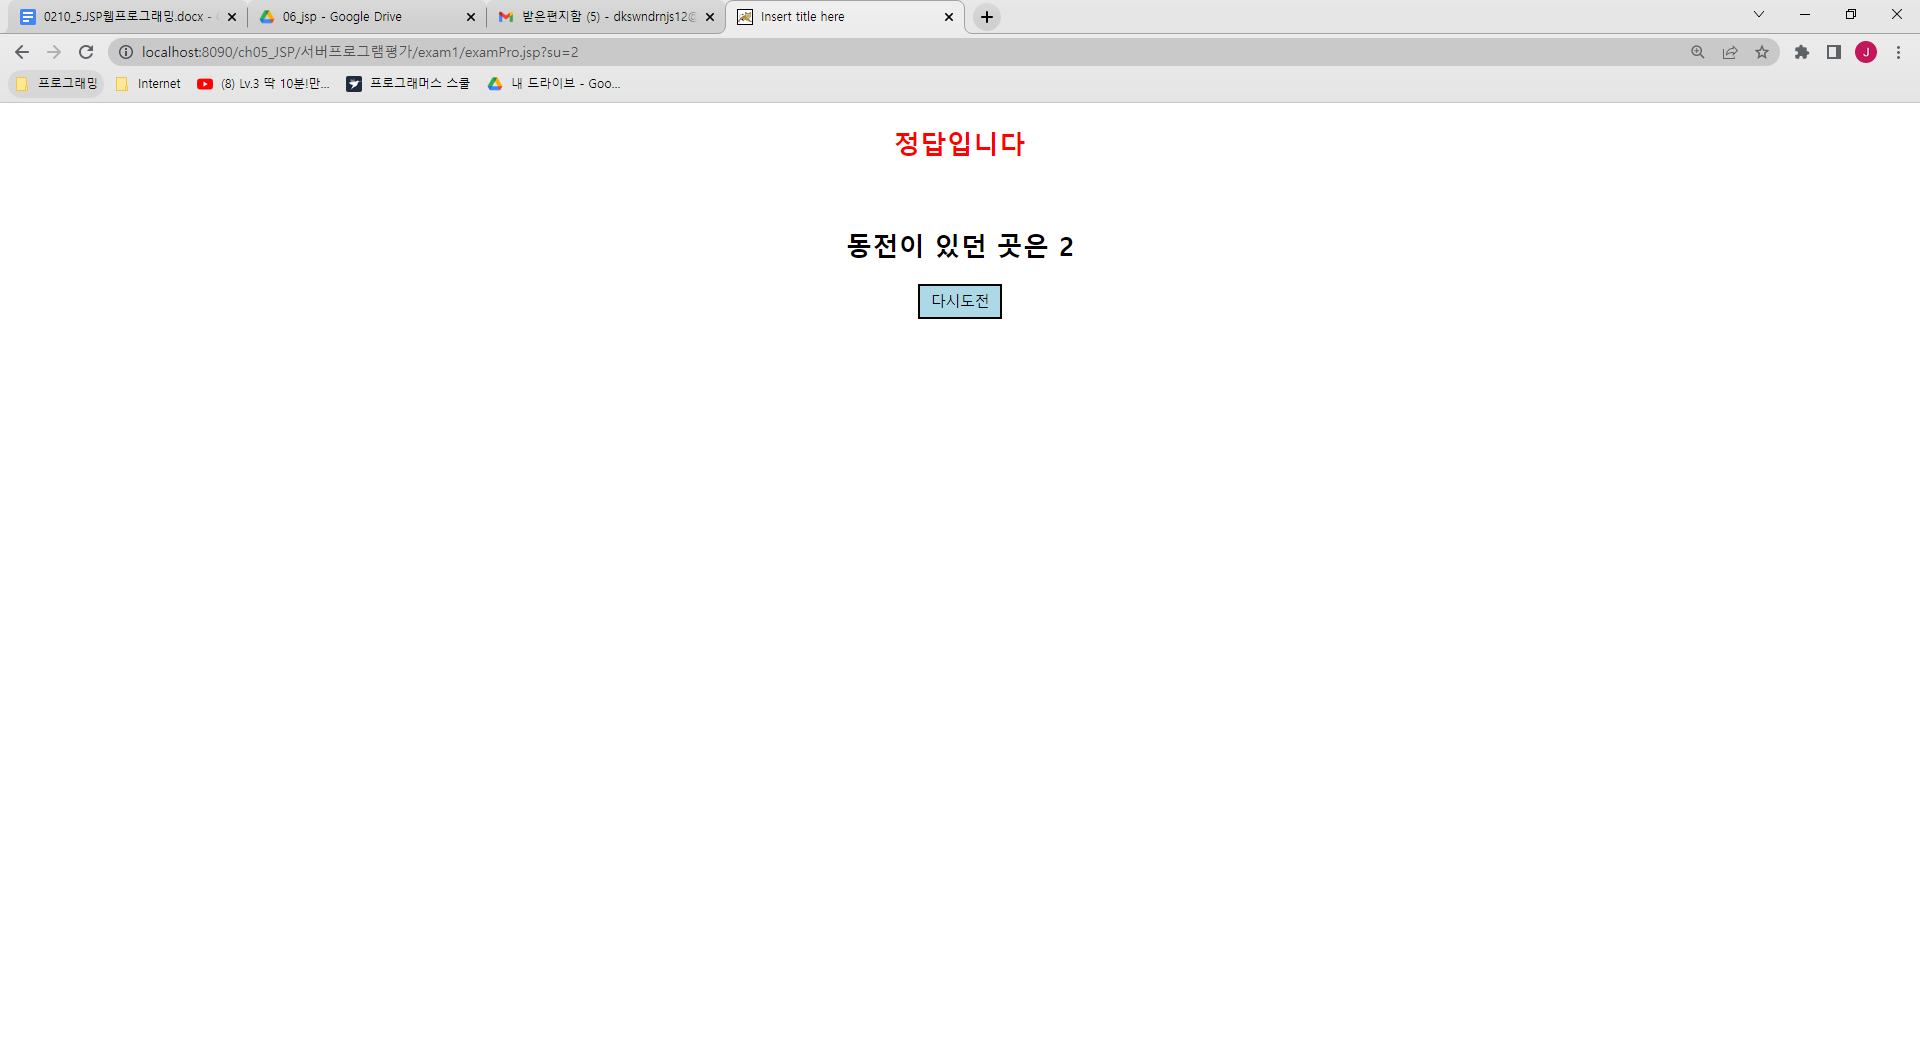 0210_5.JSP웹프로그래밍.docx -
06_jsp - Google Drive
받은편지함 (5) - dkswndrnjs12@
Insert title here
localhost:8090/ch05_JSP/서버프로그램평가/exam1/examPro.jsp?su=2
J
프로그래밍
Internet
(8) Lv.3 딱 10분!만...
프로그래머스 스쿨
내 드라이브 - Goo...
정답입니다
동전이 있던 곳은 2
다시도전